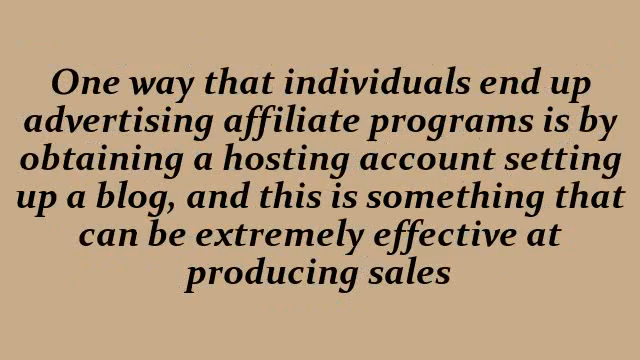 One way that individuals end up
advertising affiliate programs is by
obtaining a hosting account setting
up a blog, and this is something that
can be extremely effective at
producing sales